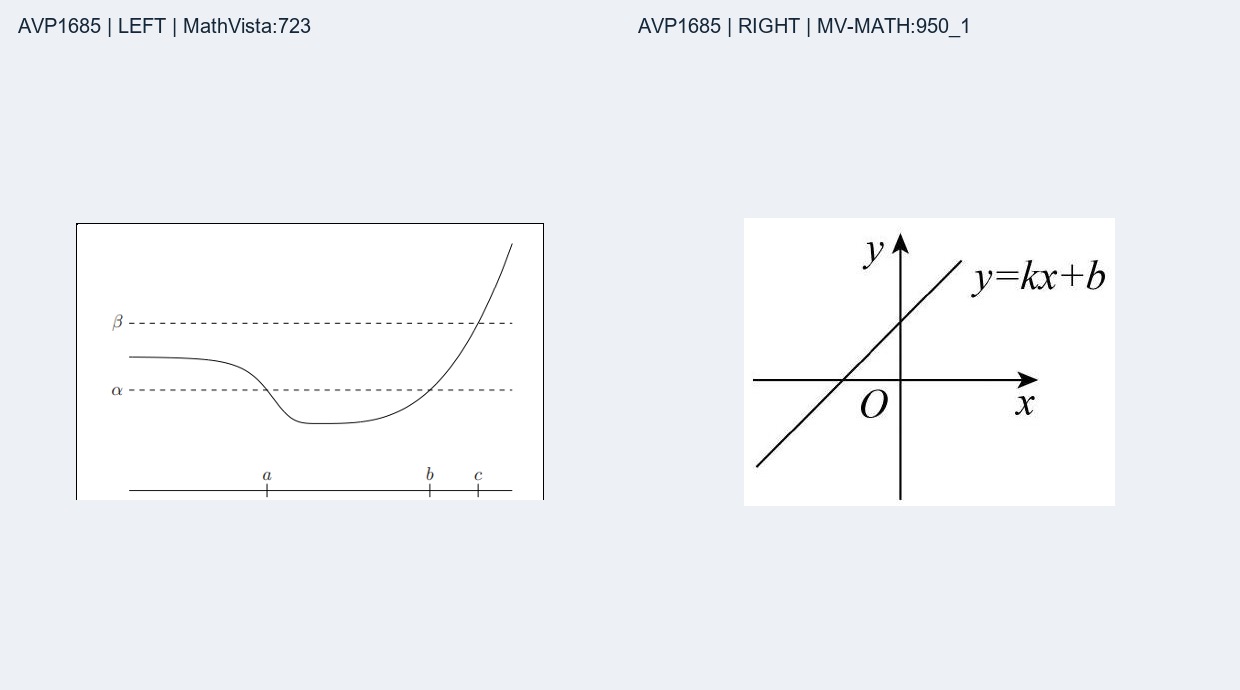 AVP1685 | LEFT | MathVista:723
AVP1685 | RIGHT | MV-MATH:950_1
β
α
a b c
y
y=kx+b
O
x